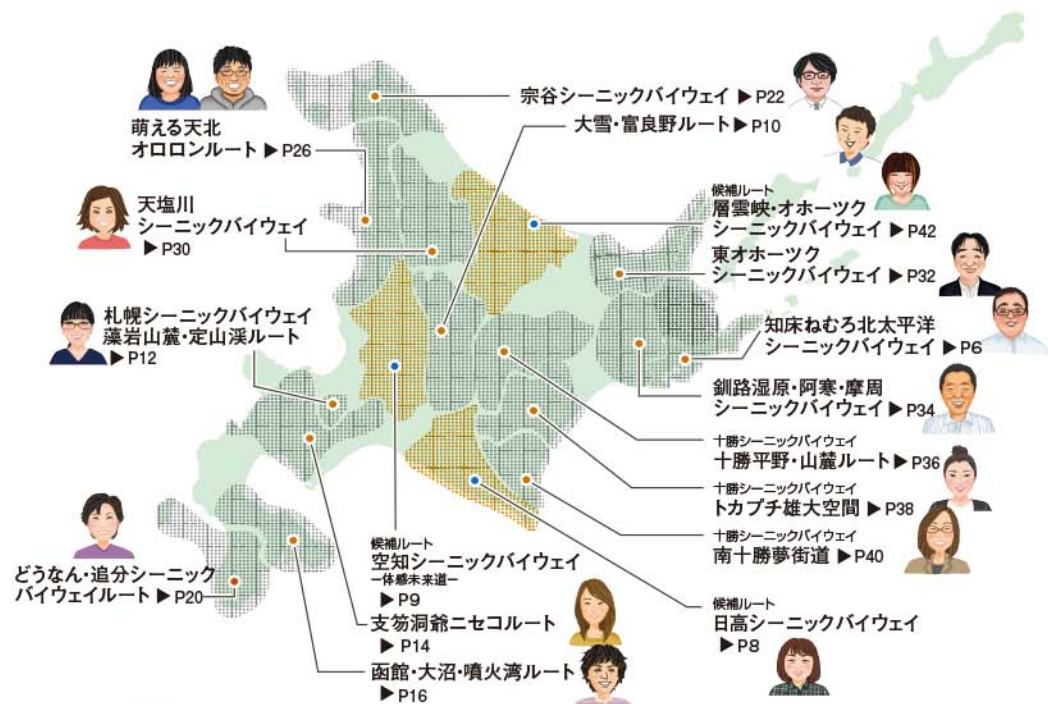 萌える天北
オロロンルート ▶ P26
天塩川
シーニックバイウェイ
▶ P30
札幌シーニックバイウェイ
藻岩山麓・定山渓ルート
▶ P12
どうなん・追分シーニック
バイウェイルート ▶ P20
宗谷シーニックバイウェイ ▶ P22
大雪・富良野ルート ▶ P10
候補ルート
層雲峡・オホーツク
シーニックバイウェイ ▶ P42
東オホーツク
シーニックバイウェイ ▶ P32
知床ねむろ北太平洋
シーニックバイウェイ ▶ P6
釧路湿原・阿寒・摩周
シーニックバイウェイ ▶ P34
十勝シーニックバイウェイ
十勝平野・山麓ルート ▶ P36
十勝シーニックバイウェイ
トカプチ雄大空間 ▶ P38
十勝シーニックバイウェイ
南十勝夢街道 ▶ P40
候補ルート
日高シーニックバイウェイ
▶ P8
候補ルート
空知シーニックバイウェイ
ー体感未来道ー
▶ P9
支笏洞爺ニセコルート
▶ P14
函館・大沼・噴火湾ルート
▶ P16